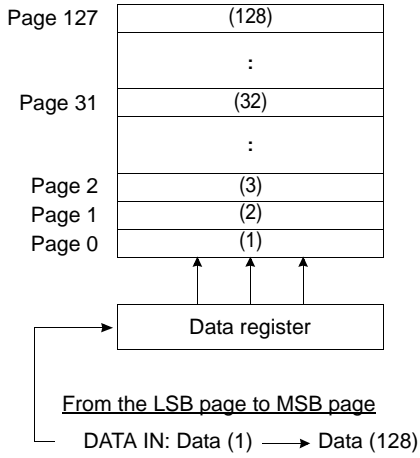 Page 127 (128)
:
Page 31 (32)
:
Page 2 (3)
Page 1 (2)
Page 0 (1)
Data register
From the LSB page to MSB page
DATA IN: Data (1) → Data (128)